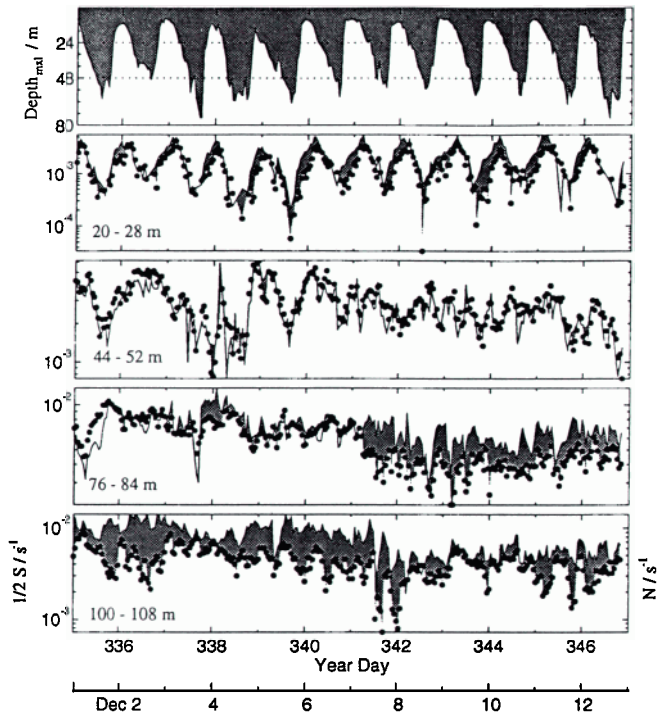 Depth_mxl / m
24
48
80
10^-3
10^-4
20 - 28 m
10^-3
44 - 52 m
10^-2
76 - 84 m
10^-2
10^-3
100 - 108 m
1/2 S / s^-1
N / s^-1
336 338 340 342 344 346
Year Day
Dec 2 4 6 8 10 12